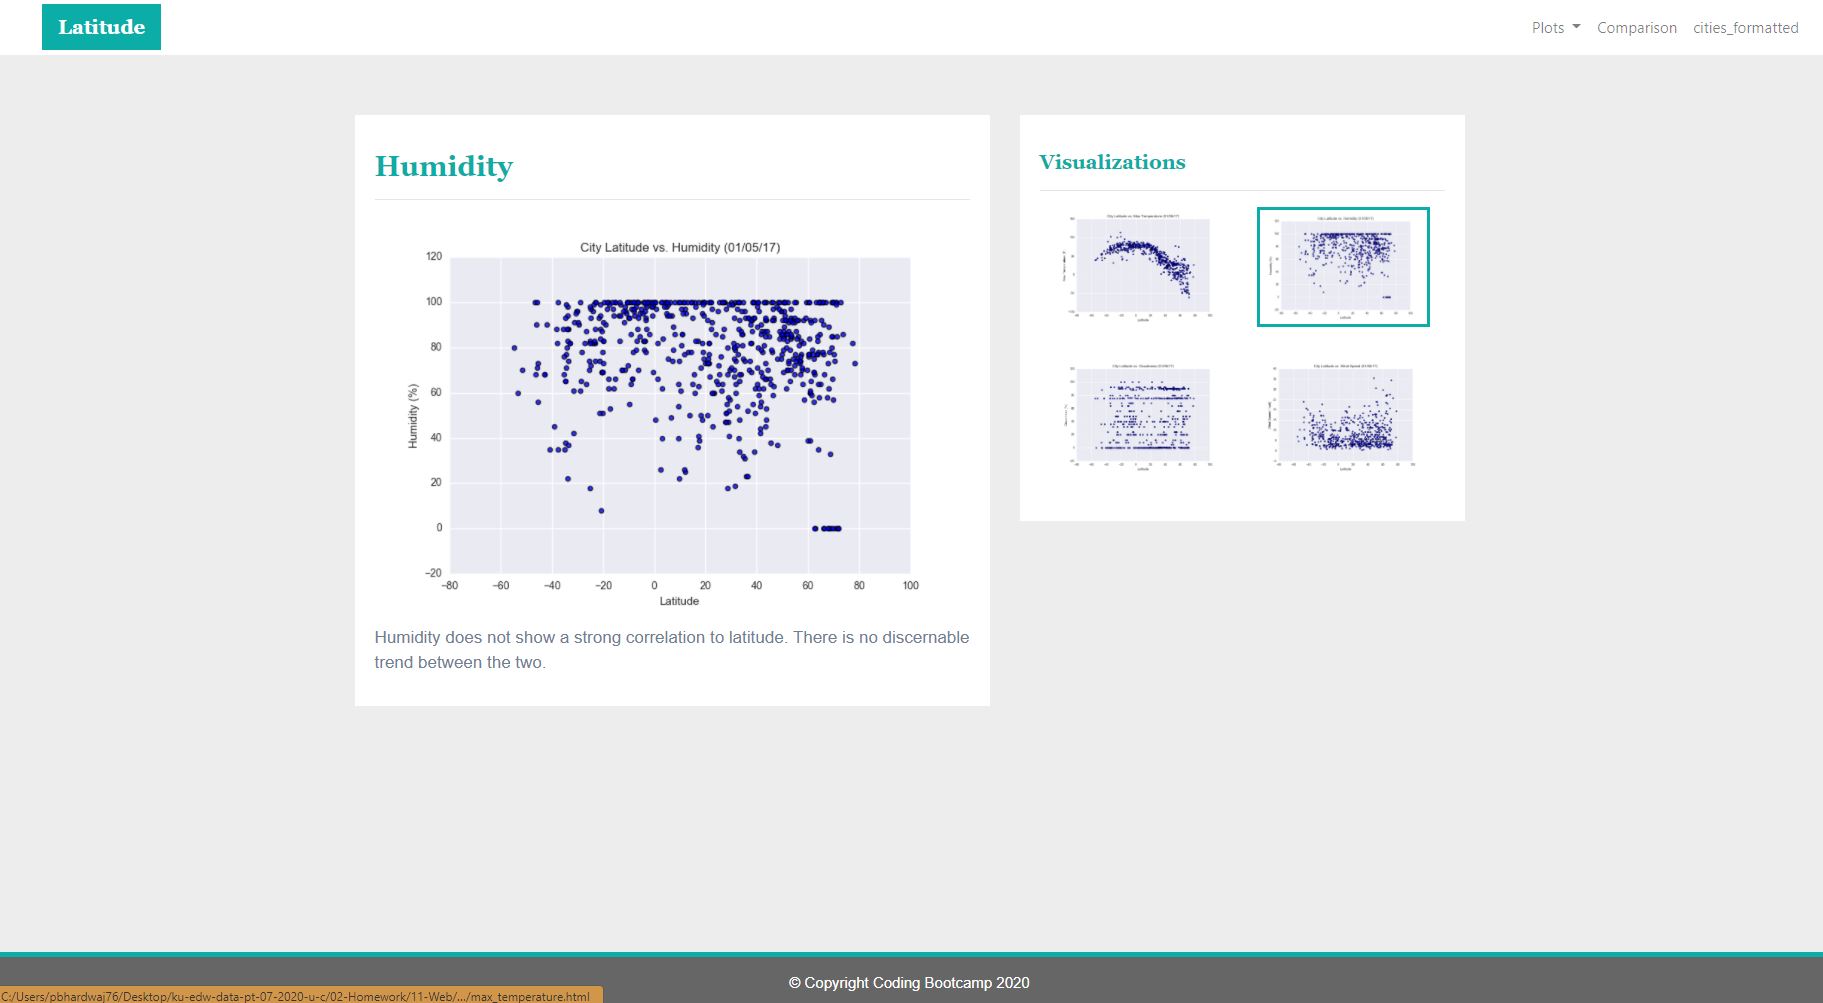 Latitude
Plots
Comparison
cities_formatted
Humidity
City Latitude vs. Humidity (01/05/17)
120
100
80
60
40
20
0
−20
Humidity (%)
−80 −60 −40 −20 0 20 40 60 80 100
Latitude
Humidity does not show a strong correlation to latitude. There is no discernable
trend between the two.
Visualizations
© Copyright Coding Bootcamp 2020
C:/Users/pbhardwaj76/Desktop/ku-edw-data-pt-07-2020-u-c/02-Homework/11-Web/.../max_temperature.html